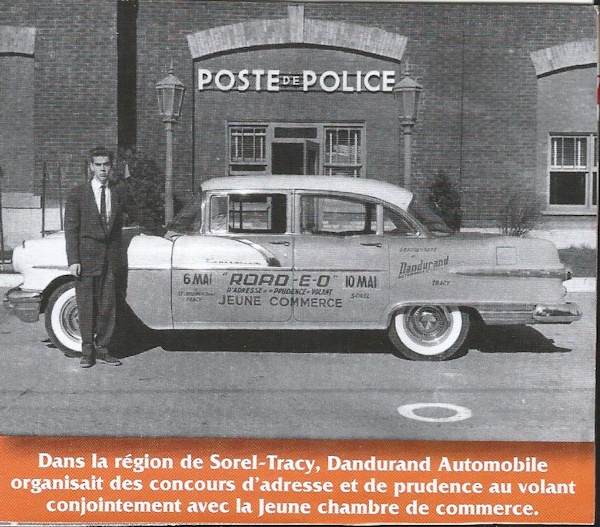 POSTE DE POLICE
6 MAI "ROAD-E-O" 10 MAI
D'ADRESSE et de PRUDENCE au VOLANT
TRACY JEUNE COMMERCE SOREL
Dandurand
TRACY
Dans la région de Sorel-Tracy, Dandurand Automobile
organisait des concours d'adresse et de prudence au volant
conjointement avec la Jeune chambre de commerce.